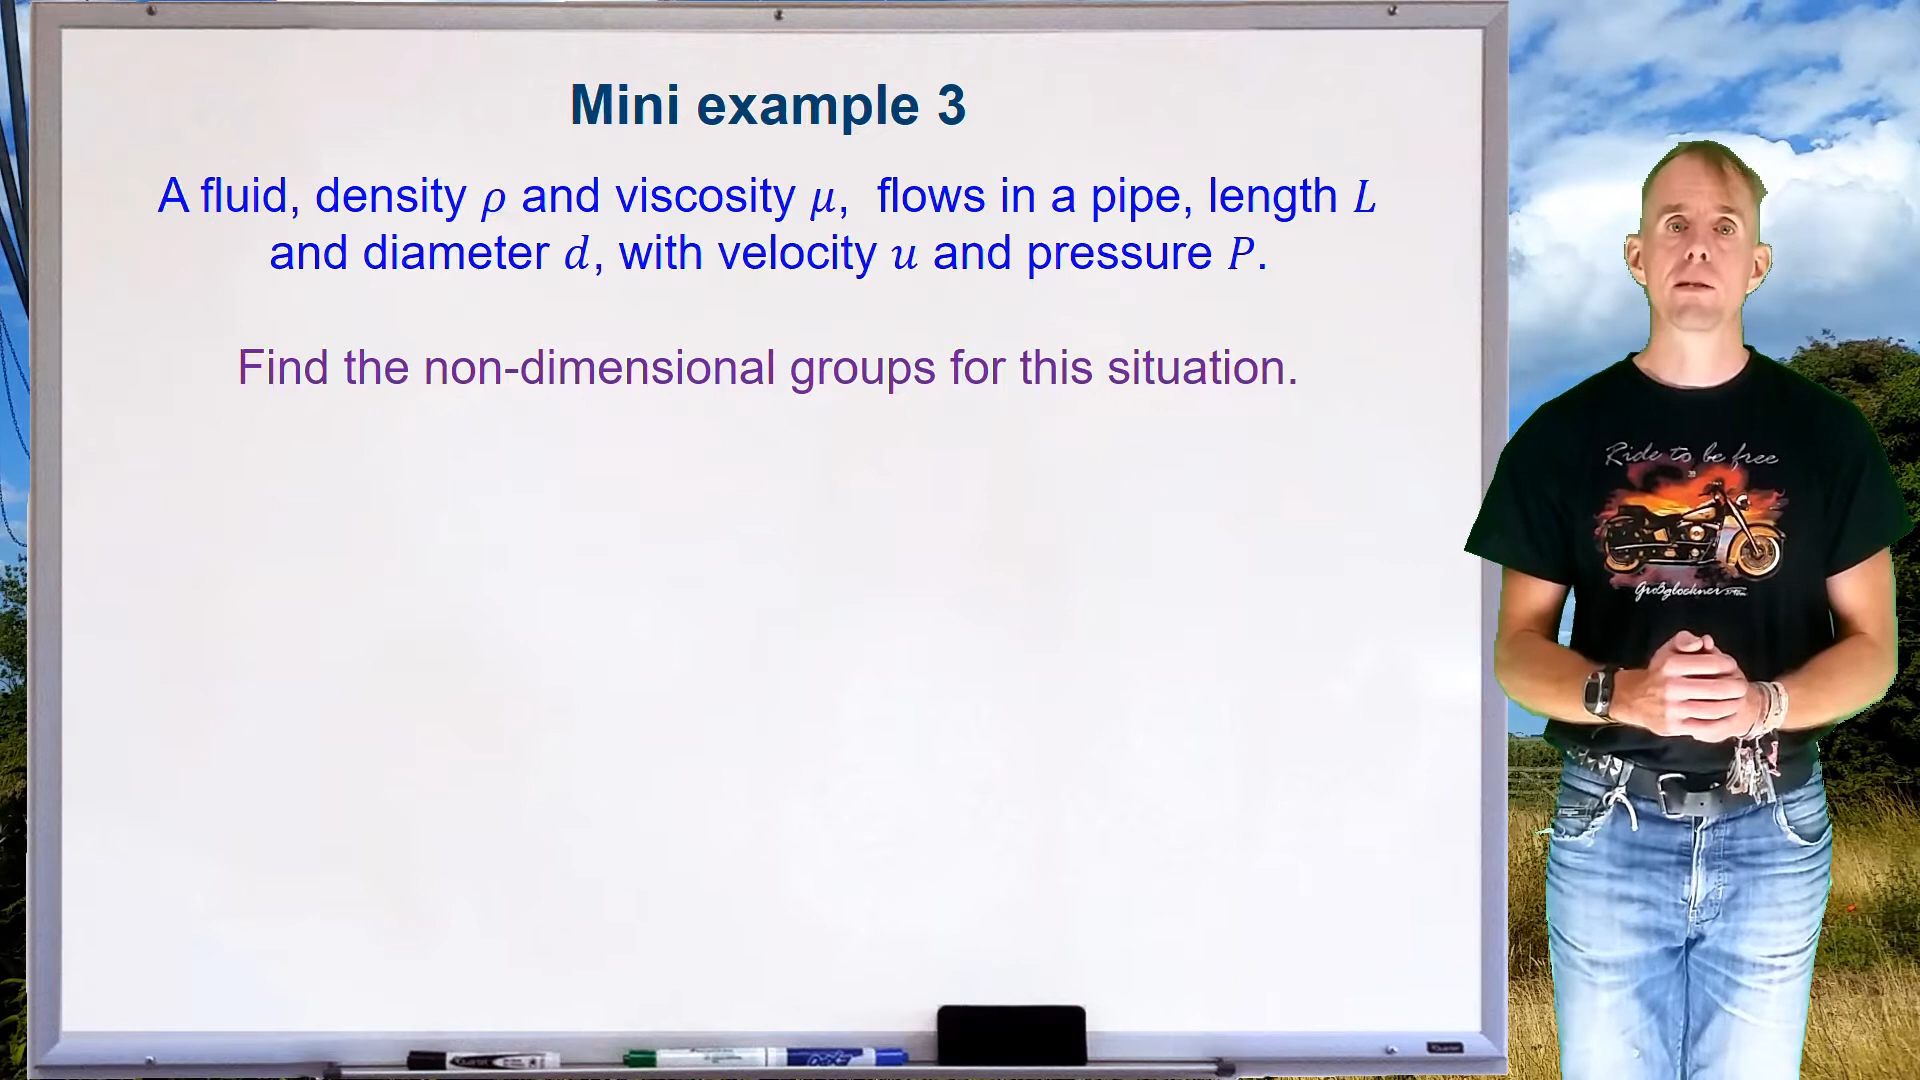 Mini example 3
A fluid, density ρ and viscosity μ, flows in a pipe, length L
and diameter d, with velocity u and pressure P.
Find the non-dimensional groups for this situation.
Ride to be free
Großglockner